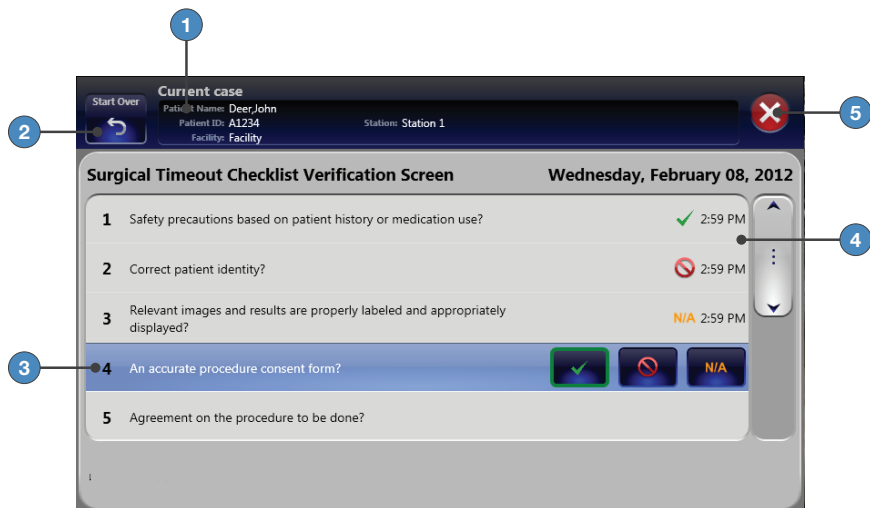 1
Current case
Start Over
Patient Name: Deer,John
Patient ID: A1234 Station: Station 1
Facility: Facility
2
5
Surgical Timeout Checklist Verification Screen Wednesday, February 08, 2012
1 Safety precautions based on patient history or medication use? 2:59 PM
4
2 Correct patient identity? 2:59 PM
3 Relevant images and results are properly labeled and appropriately
displayed? N/A 2:59 PM
3
4 An accurate procedure consent form? N/A
5 Agreement on the procedure to be done?